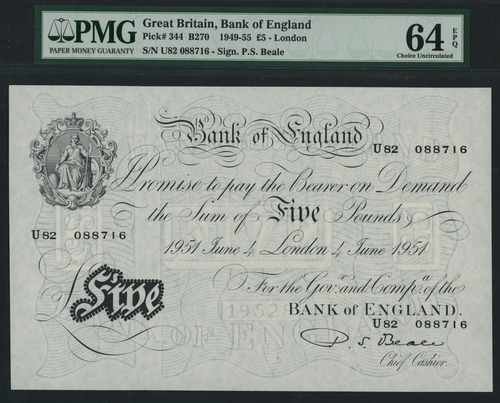 PMG
PAPER MONEY GUARANTY
Great Britain, Bank of England
Pick# 344 B270 1949-55 £5 - London
S/N U82 088716 - Sign. P.S. Beale
64 EPQ
Choice Uncirculated
Bank of England
U82 088716
I Promise to pay the Bearer on Demand
the Sum of Five Pounds
U82 088716
1951 June 4 London 4 June 1951
For the Govr. and Compa. of the
£Five
BANK OF ENGLAND.
U82 088716
P. S. Beale
Chief Cashier.